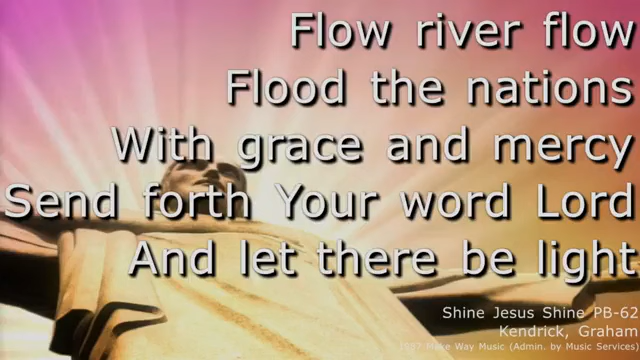 Flow river flow
Flood the nations
With grace and mercy
Send forth Your word Lord
And let there be light
Shine Jesus Shine PB-62
Kendrick, Graham
1987 Make Way Music (Admin. by Music Services)